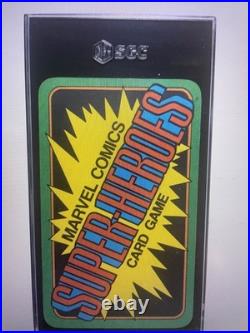 SGC
MARVEL COMICS
SUPER-HEROES
CARD GAME